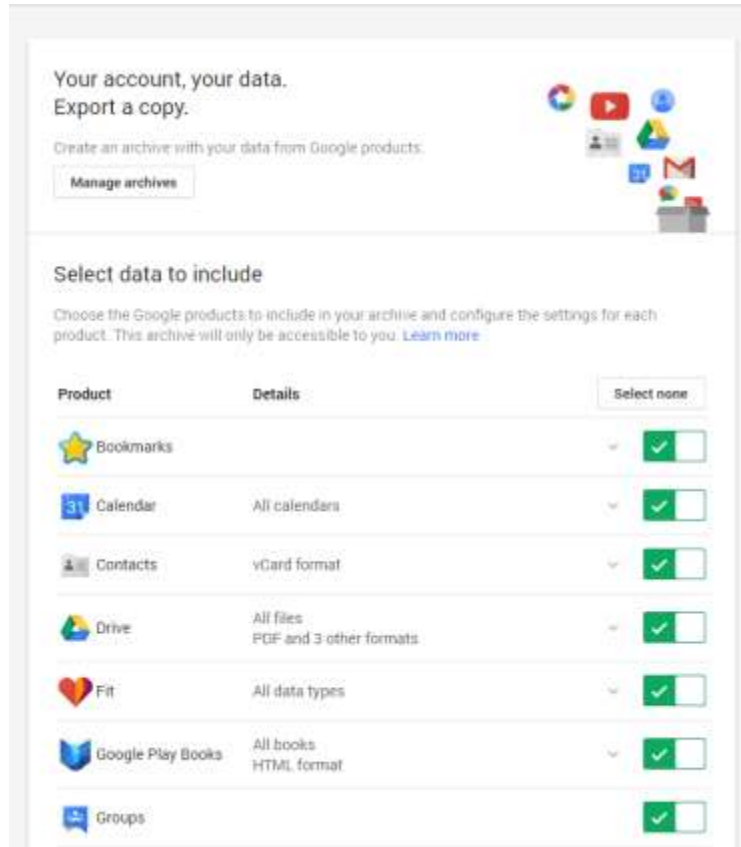 Your account, your data.
Export a copy.
Create an archive with your data from Google products.
Manage archives
31
Select data to include
Choose the Google products to include in your archive and configure the settings for each
product. This archive will only be accessible to you. Learn more
Product Details Select none
Bookmarks
31 Calendar All calendars
Contacts vCard format
Drive All files
PDF and 3 other formats
Fit All data types
Google Play Books All books
HTML format
Groups